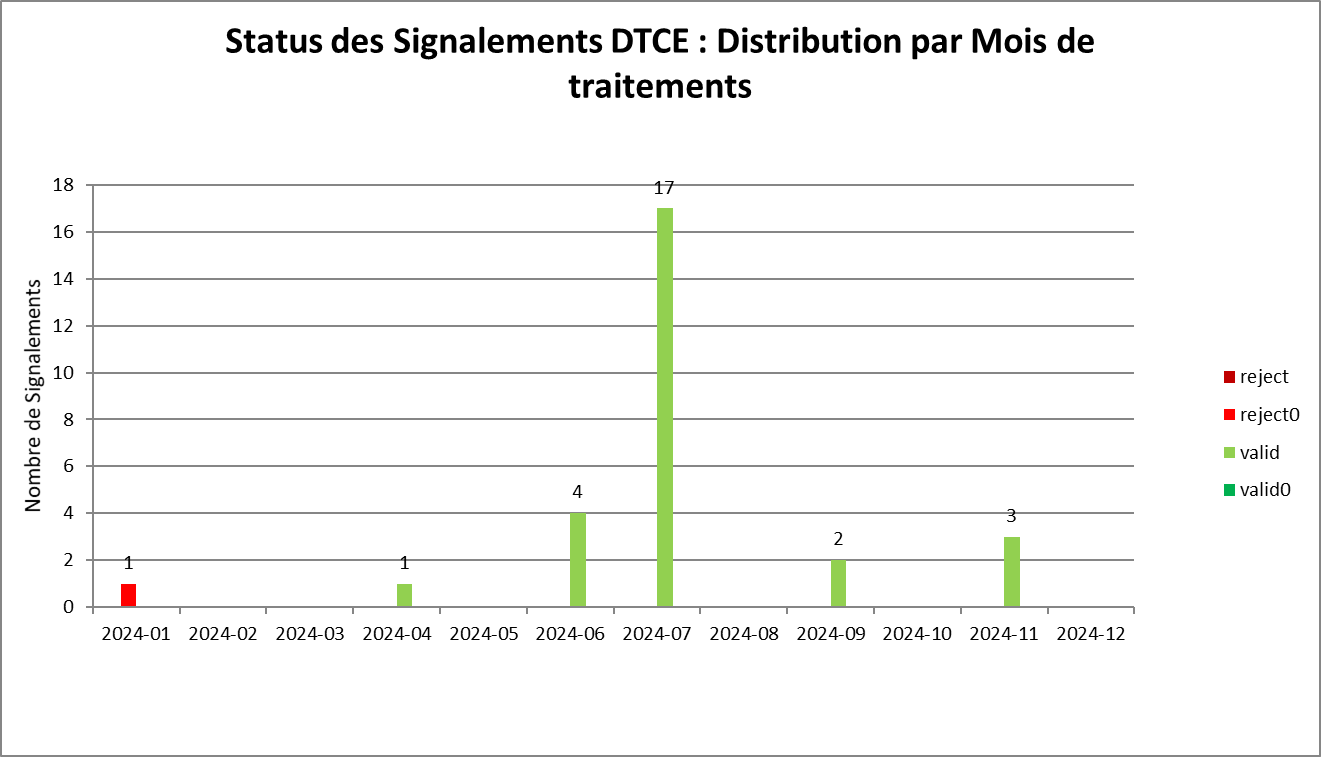 Status des Signalements DTCE : Distribution par Mois de
traitements
Nombre de Signalements
18
16
14
12
10
8
6
4
2
0
1
1
4
17
2
3
2024-01 2024-02 2024-03 2024-04 2024-05 2024-06 2024-07 2024-08 2024-09 2024-10 2024-11 2024-12
reject
reject0
valid
valid0